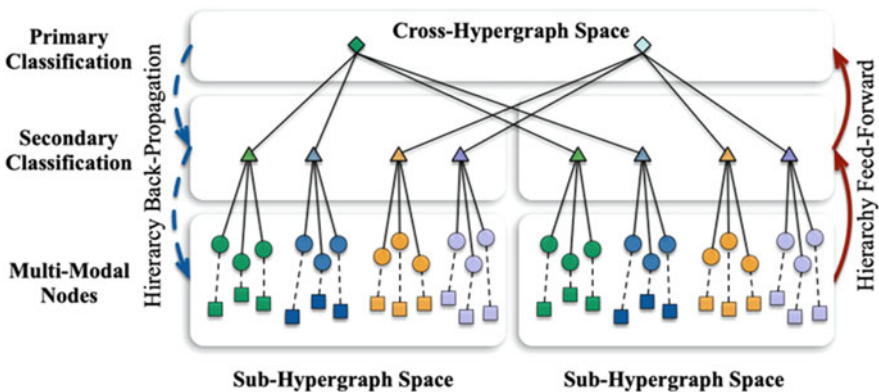 Primary
Classification
Cross-Hypergraph Space
Secondary
Classification
Multi-Modal
Nodes
Hirerarcy Back-Propagation
Hierarchy Feed-Forward
Sub-Hypergraph Space
Sub-Hypergraph Space